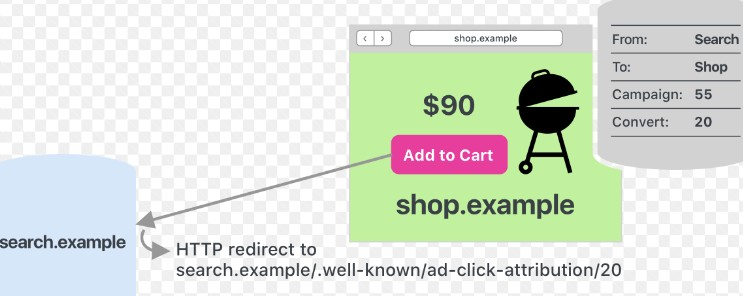 shop.example
From: Search
To: Shop
Campaign: 55
Convert: 20
$90
Add to Cart
shop.example
search.example
HTTP redirect to
search.example/.well-known/ad-click-attribution/20